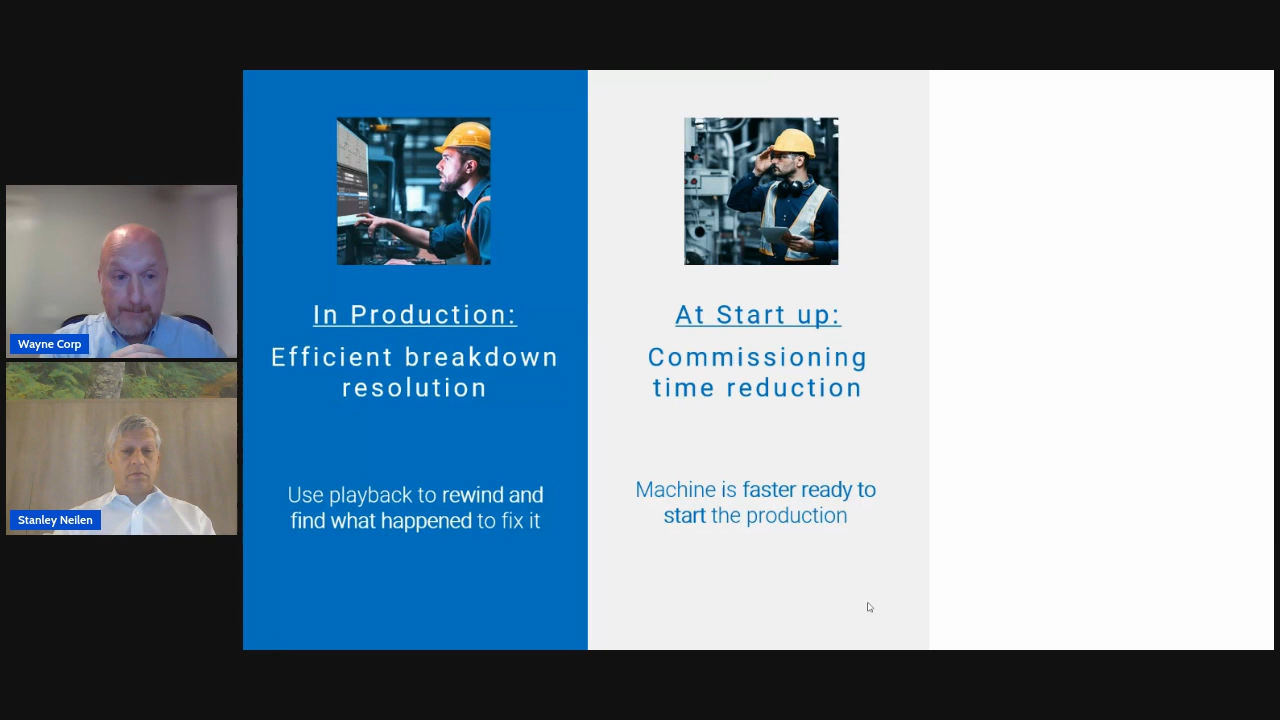 Wayne Corp
Stanley Neilen
In Production:
Efficient breakdown
resolution
Use playback to rewind and
find what happened to fix it
At Start up:
Commissioning
time reduction
Machine is faster ready to
start the production